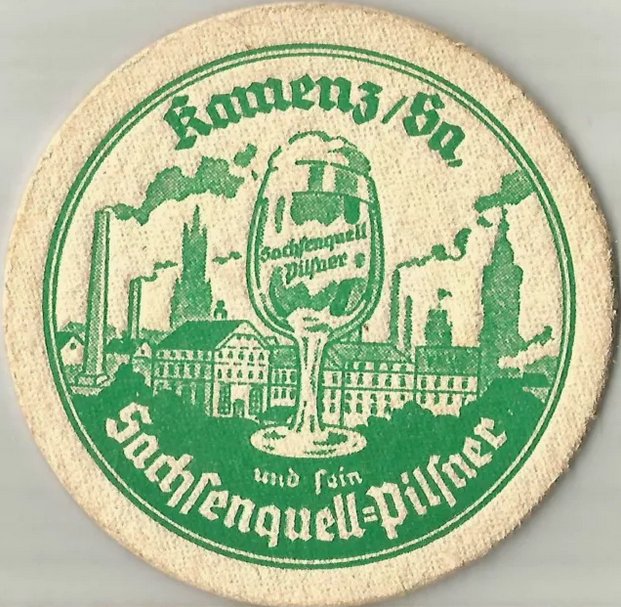 Kamenz/Sa.
Sachsenquell
Pilsner
und sein
Sachsenquell=Pilsner